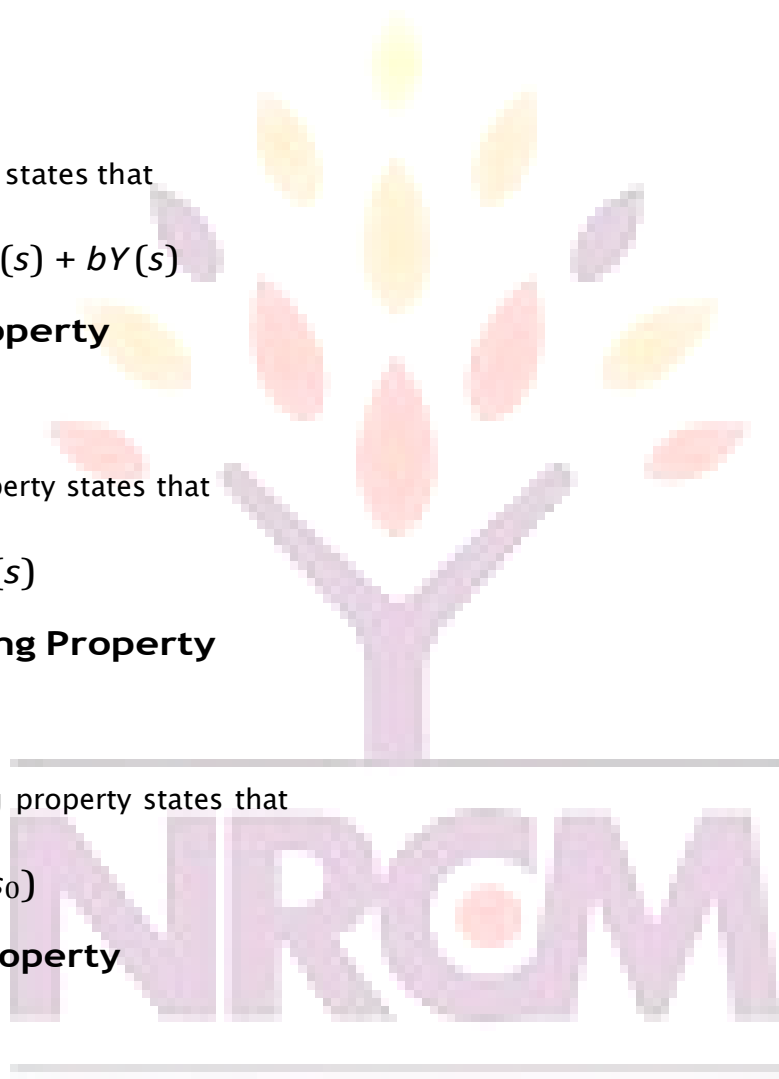 states that
(s) + bY(s)
operty
perty states that
(s)
ng Property
property states that
s₀)
operty
NRCM